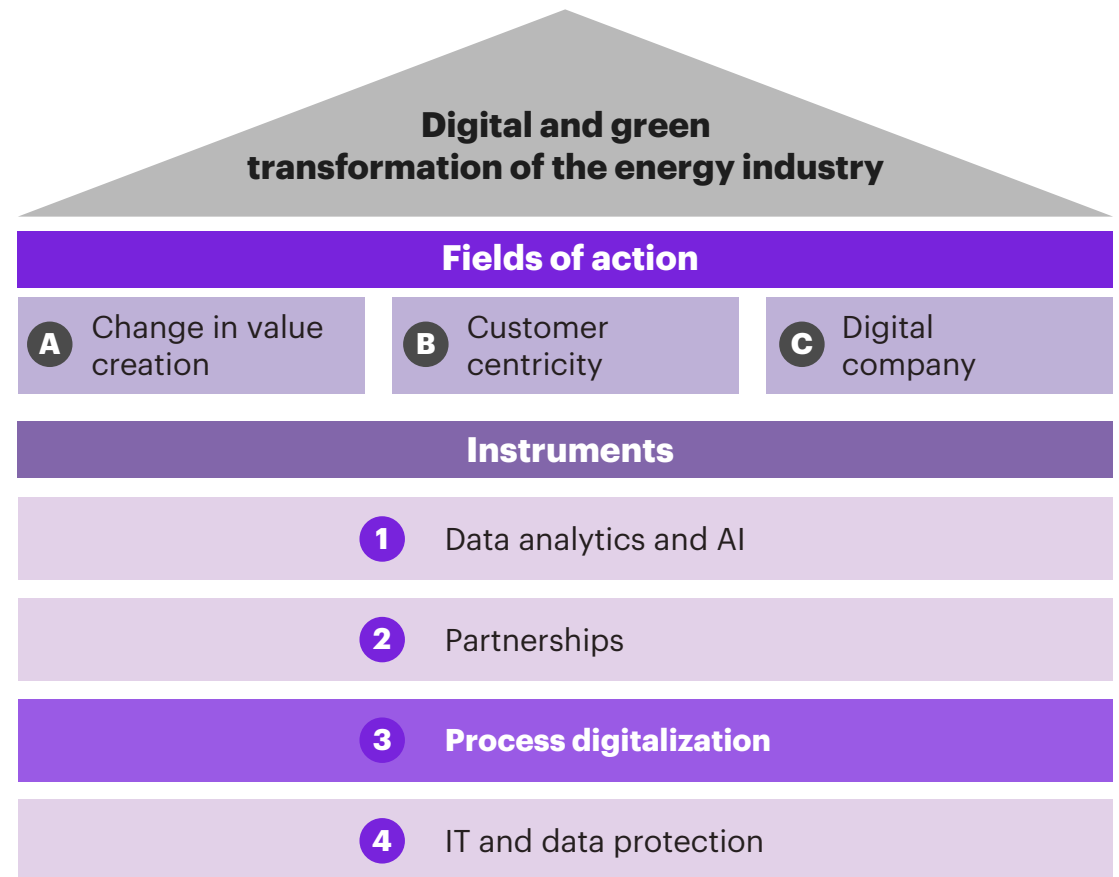 Digital and green
transformation of the energy industry
Fields of action
A Change in value
creation
B Customer
centricity
C Digital
company
Instruments
1 Data analytics and AI
2 Partnerships
3 Process digitalization
4 IT and data protection